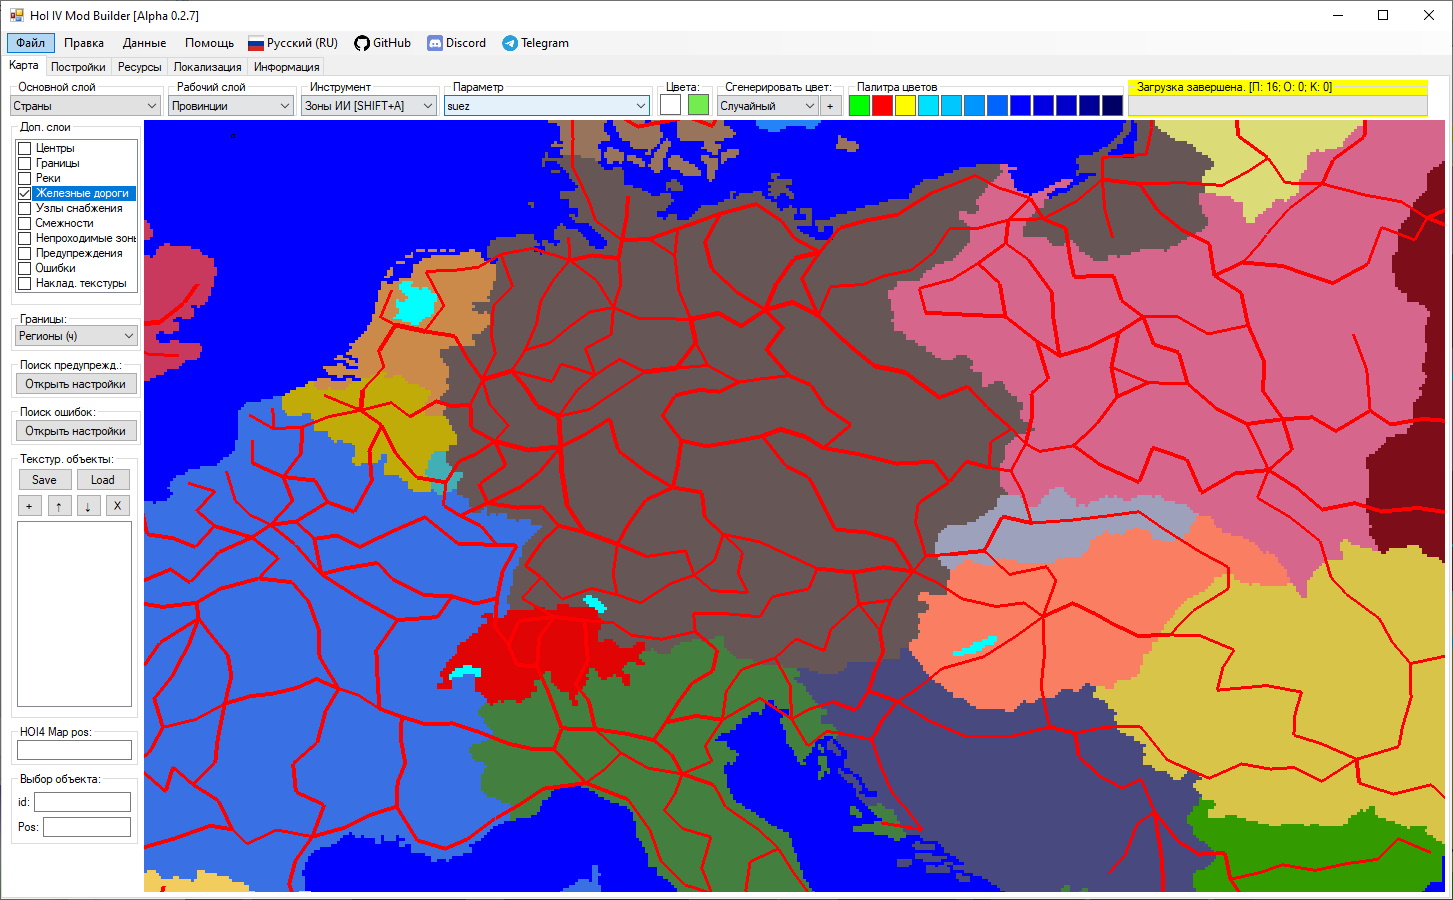 HoI IV Mod Builder [Alpha 0.2.7]
Файл Правка Данные Помощь Русский (RU) GitHub Discord Telegram
Карта Постройки Ресурсы Локализация Информация
Основной слой Рабочий слой Инструмент Параметр Цвета: Сгенерировать цвет: Палитра цветов Загрузка завершена. [П: 16; О: 0; К: 0]
Страны Провинции Зоны ИИ [SHIFT+A] suez Случайный +
Доп. слои
Центры
Границы
Реки
Железные дороги
Узлы снабжения
Смежности
Непроходимые зоны
Предупреждения
Ошибки
Наклад. текстуры
Границы:
Регионы (ч)
Поиск предупрежд.:
Открыть настройки
Поиск ошибок:
Открыть настройки
Текстур. объекты:
Save Load
+ ↑ ↓ X
HOI4 Map pos:
Выбор объекта:
id:
Pos: